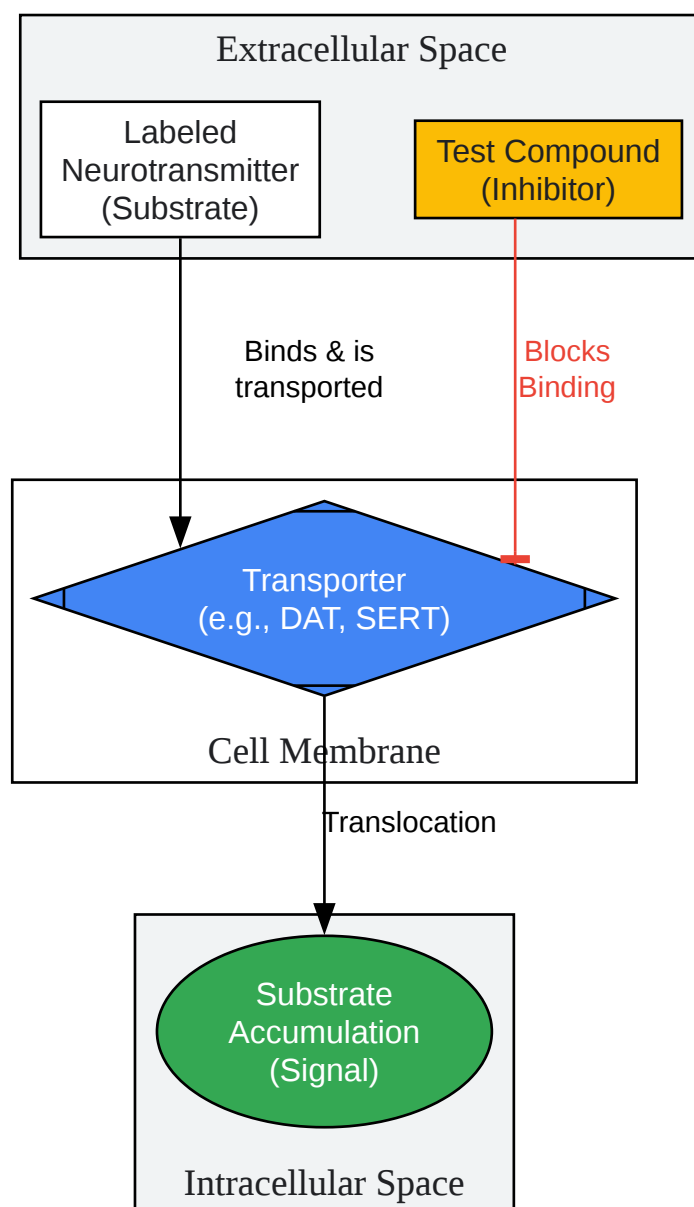 Extracellular Space
Labeled
Neurotransmitter
(Substrate)
Test Compound
(Inhibitor)
Binds & is
transported
Blocks
Binding
Transporter
(e.g., DAT, SERT)
Cell Membrane
Translocation
Substrate
Accumulation
(Signal)
Intracellular Space